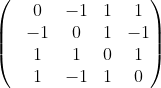 0 −1 1 1
−1 0 1 −1
1 1 0 1
1 −1 1 0